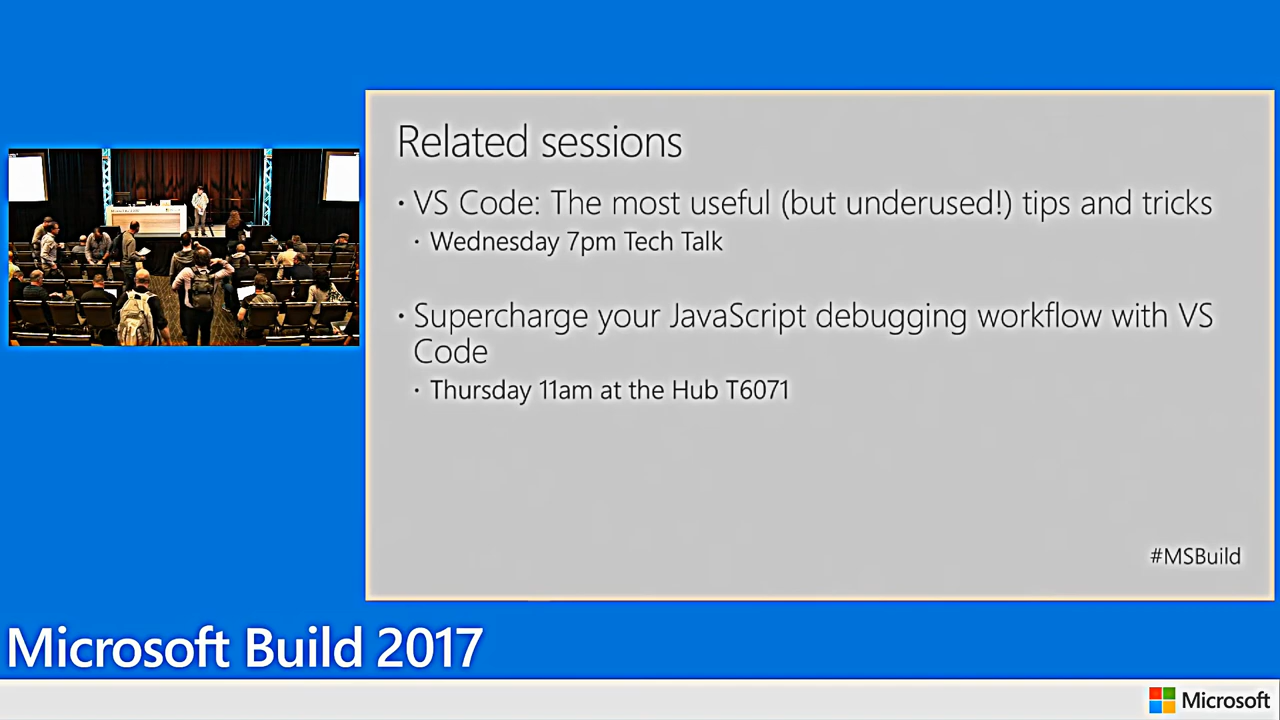 Related sessions
• VS Code: The most useful (but underused!) tips and tricks
• Wednesday 7pm Tech Talk
• Supercharge your JavaScript debugging workflow with VS
Code
• Thursday 11am at the Hub T6071
#MSBuild
Microsoft Build 2017
Microsoft